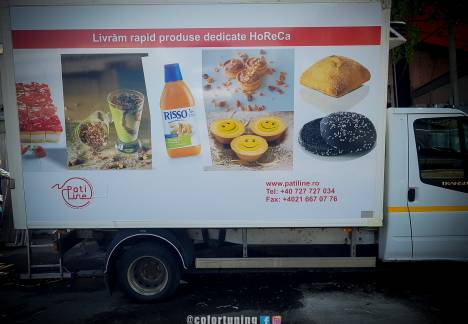 Livrăm rapid produse dedicate HoReCa
RISSO
Pati
Line
www.patiline.ro
Tel: +40 727 727 034
Fax: +4021 667 07 76
TRANSIT
@colortuning